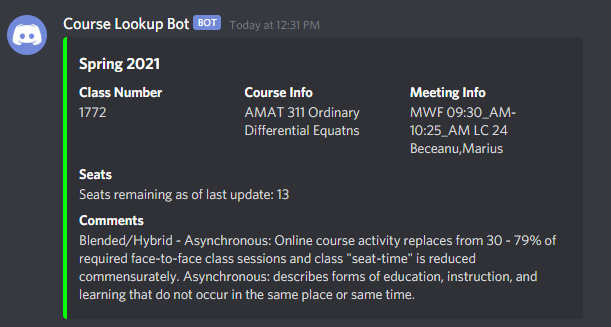 Course Lookup Bot BOT Today at 12:31 PM
Spring 2021
Class Number
1772
Course Info
AMAT 311 Ordinary
Differential Equatns
Meeting Info
MWF 09:30_AM-
10:25_AM LC 24
Beceanu,Marius
Seats
Seats remaining as of last update: 13
Comments
Blended/Hybrid - Asynchronous: Online course activity replaces from 30 - 79% of
required face-to-face class sessions and class "seat-time" is reduced
commensurately. Asynchronous: describes forms of education, instruction, and
learning that do not occur in the same place or same time.